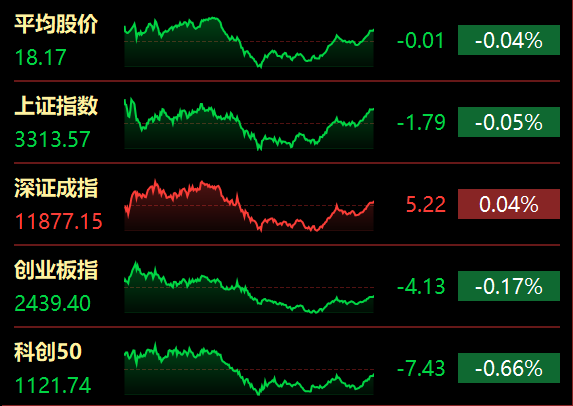 平均股价
18.17 -0.01 -0.04%
上证指数
3313.57 -1.79 -0.05%
深证成指
11877.15 5.22 0.04%
创业板指
2439.40 -4.13 -0.17%
科创50
1121.74 -7.43 -0.66%